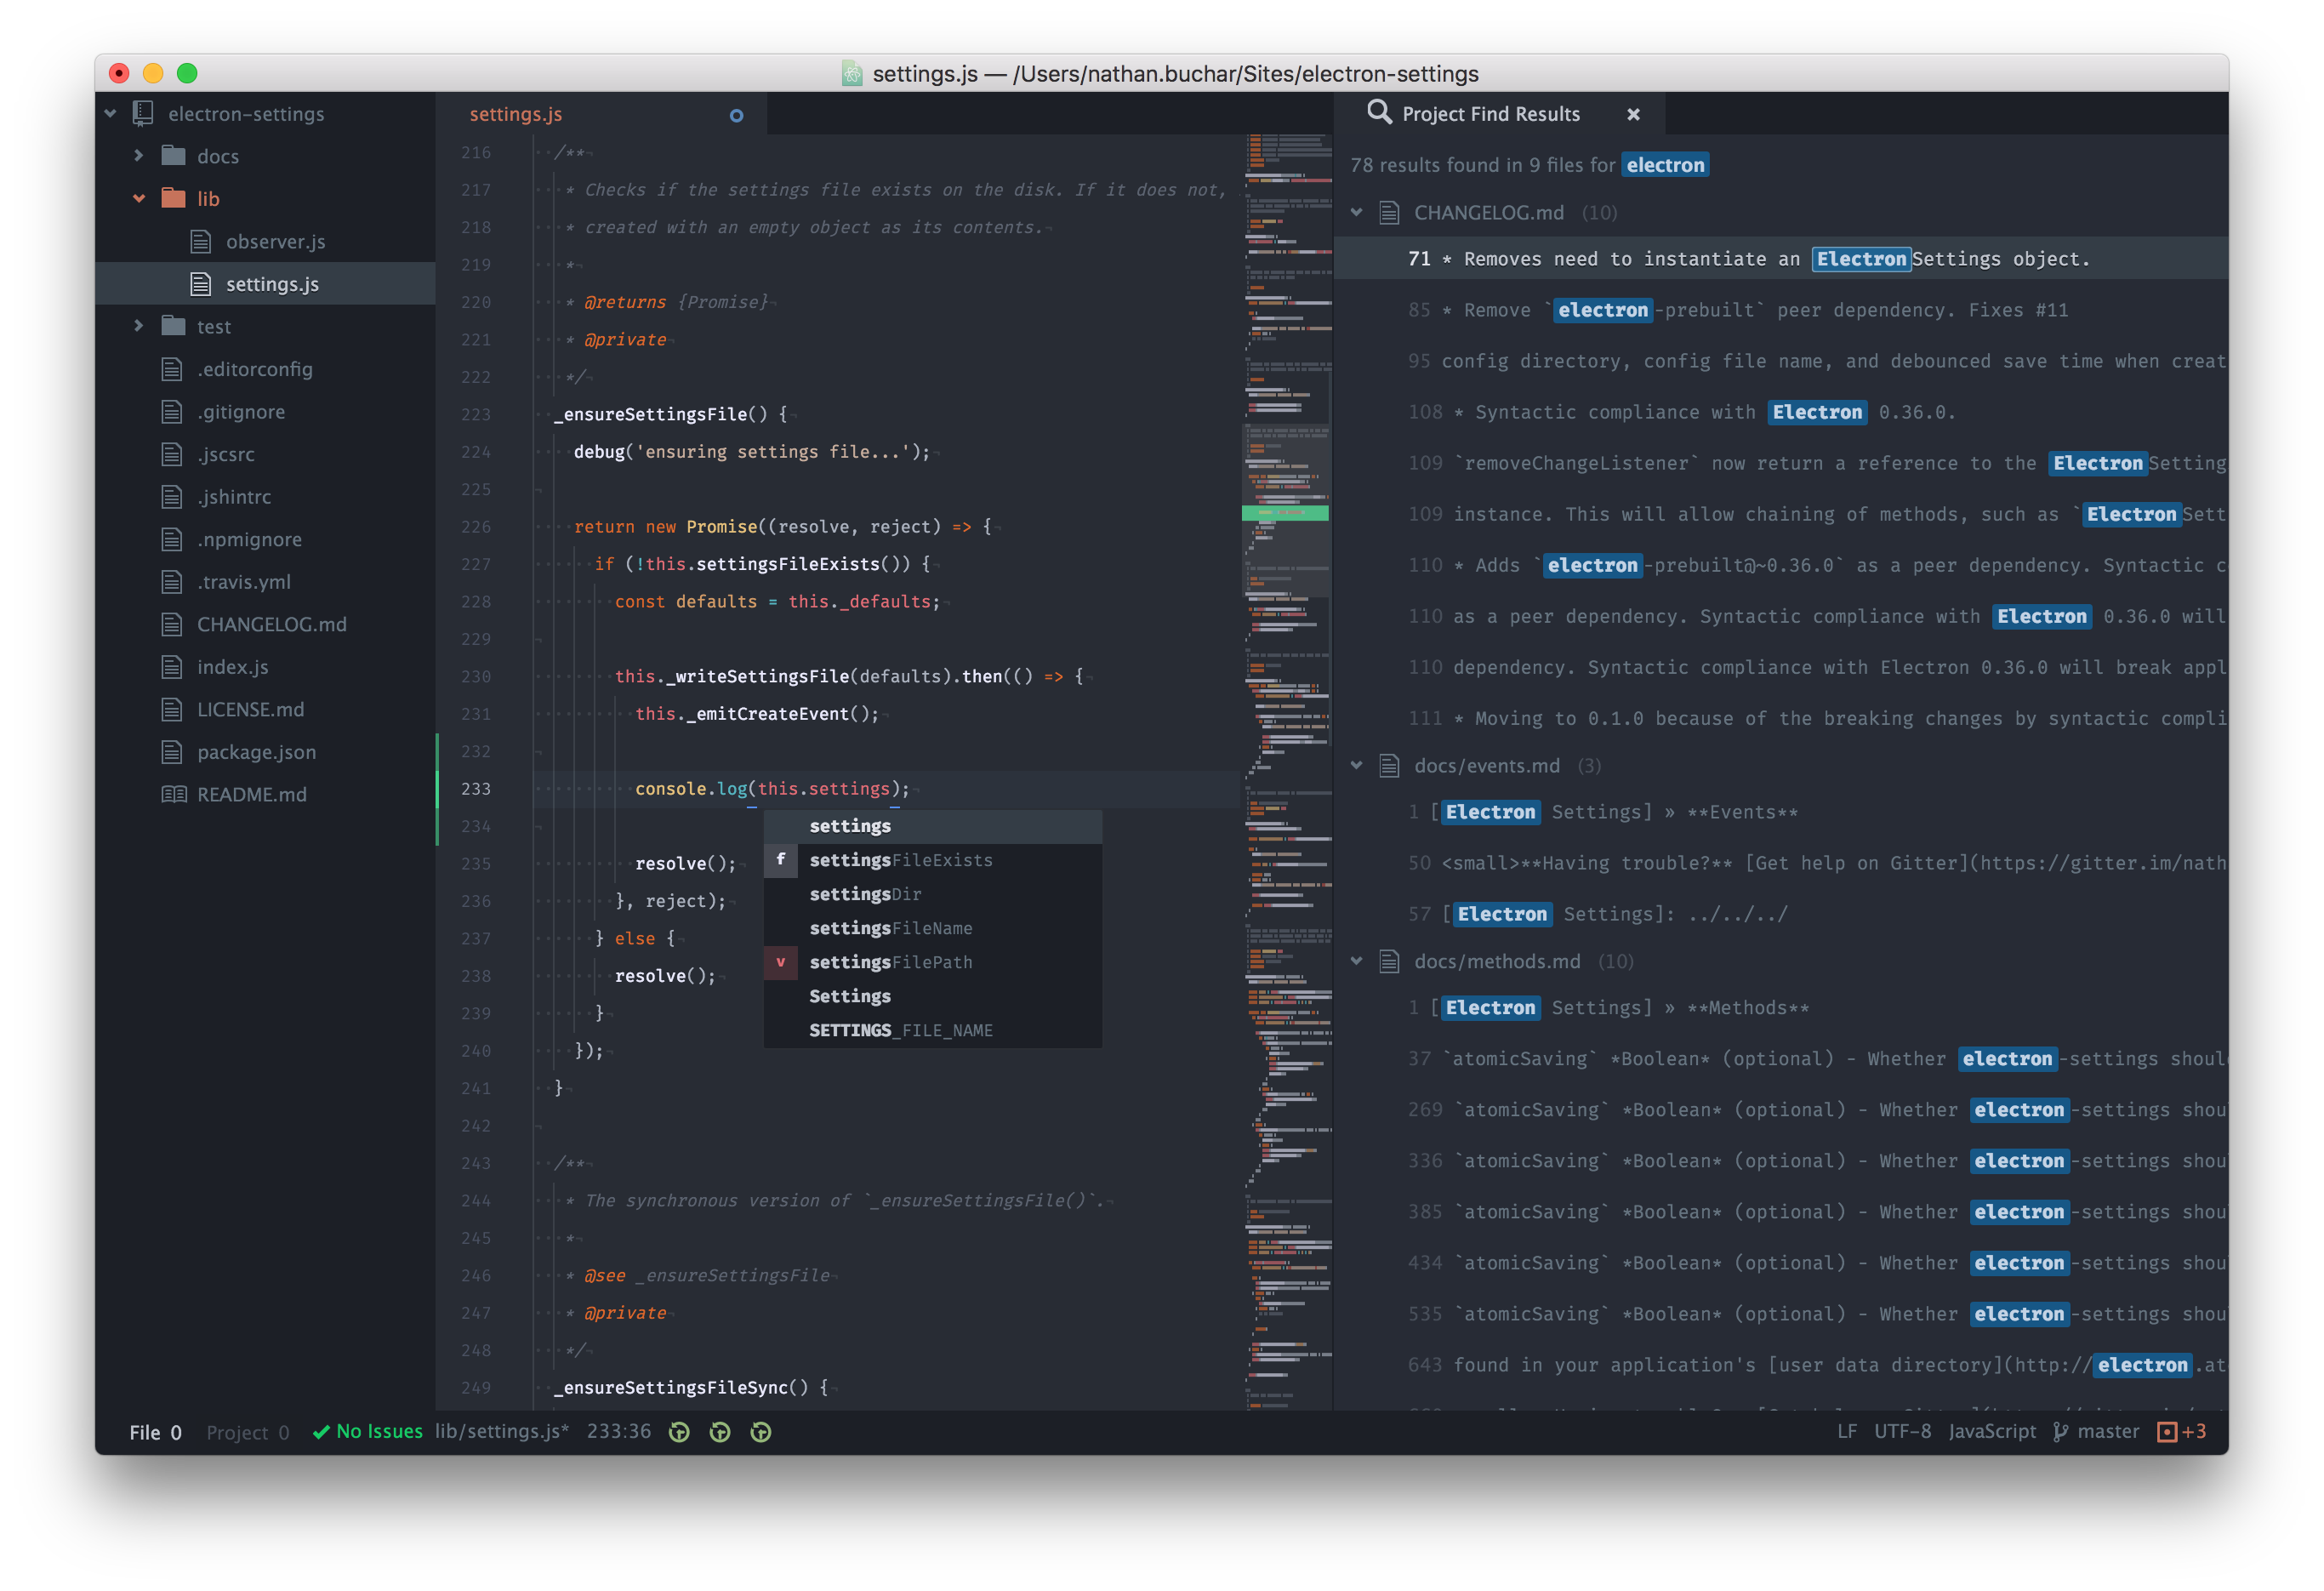 settings.js — /Users/nathan.buchar/Sites/electron-settings
electron-settings
docs
lib
observer.js
settings.js
test
.editorconfig
.gitignore
.jscsrc
.jshintrc
.npmignore
.travis.yml
CHANGELOG.md
index.js
LICENSE.md
package.json
README.md
settings.js
216 /**
217 * Checks if the settings file exists on the disk. If it does not,
218 * created with an empty object as its contents.
219 *
220 * @returns {Promise}
221 * @private
222 */
223 _ensureSettingsFile() {
224 debug('ensuring settings file...');
225
226 return new Promise((resolve, reject) => {
227 if (!this.settingsFileExists()) {
228 const defaults = this._defaults;
229
230 this._writeSettingsFile(defaults).then(() => {
231 this._emitCreateEvent();
232
233 console.log(this.settings);
234
235 resolve();
236 }, reject);
237 } else {
238 resolve();
239 }
240 });
241 }
242
243 /**
244 * The synchronous version of `_ensureSettingsFile()`.
245 *
246 * @see _ensureSettingsFile
247 * @private
248 */
249 _ensureSettingsFileSync() {
settings
f settingsFileExists
settingsDir
settingsFileName
v settingsFilePath
Settings
SETTINGS_FILE_NAME
Project Find Results
78 results found in 9 files for electron
CHANGELOG.md (10)
71 * Removes need to instantiate an ElectronSettings object.
85 * Remove `electron-prebuilt` peer dependency. Fixes #11
95 config directory, config file name, and debounced save time when creat
108 * Syntactic compliance with Electron 0.36.0.
109 `removeChangeListener` now return a reference to the ElectronSetting
109 instance. This will allow chaining of methods, such as `ElectronSett
110 * Adds `electron-prebuilt@~0.36.0` as a peer dependency. Syntactic c
110 as a peer dependency. Syntactic compliance with Electron 0.36.0 will
110 dependency. Syntactic compliance with Electron 0.36.0 will break appl
111 * Moving to 0.1.0 because of the breaking changes by syntactic compli
docs/events.md (3)
1 [Electron Settings] » **Events**
50 <small>**Having trouble?** [Get help on Gitter](https://gitter.im/nath
57 [Electron Settings]: ../../../
docs/methods.md (10)
1 [Electron Settings] » **Methods**
37 `atomicSaving` *Boolean* (optional) - Whether electron-settings shoul
269 `atomicSaving` *Boolean* (optional) - Whether electron-settings shou
336 `atomicSaving` *Boolean* (optional) - Whether electron-settings shou
385 `atomicSaving` *Boolean* (optional) - Whether electron-settings shou
434 `atomicSaving` *Boolean* (optional) - Whether electron-settings shou
535 `atomicSaving` *Boolean* (optional) - Whether electron-settings shou
643 found in your application's [user data directory](http://electron.at
File 0 Project 0 No Issues lib/settings.js* 233:36
LF UTF-8 JavaScript master +3